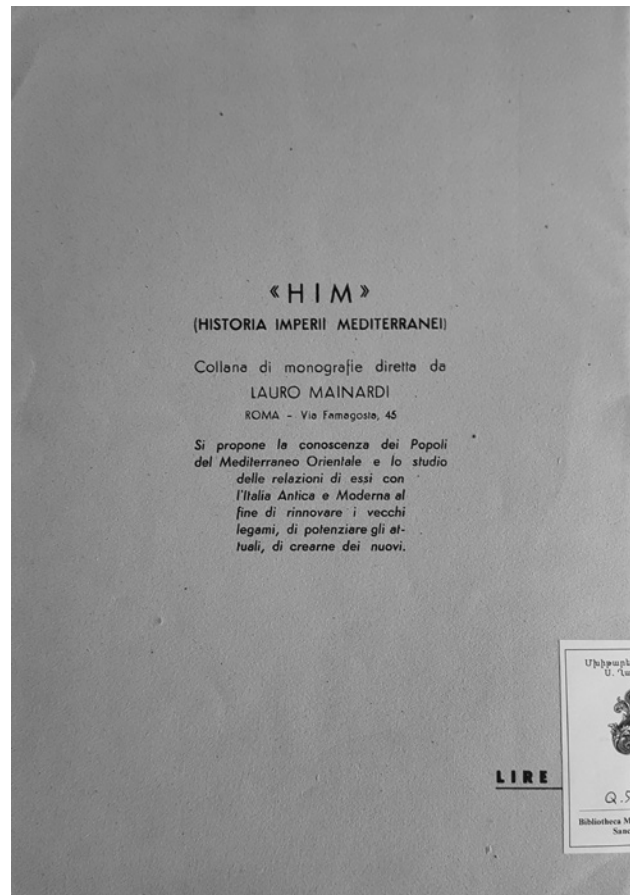 «HIM»
(HISTORIA IMPERII MEDITERRANEI)
Collana di monografie diretta da
LAURO MAINARDI
ROMA - Via Famagosta, 45
Si propone la conoscenza dei Popoli
del Mediterraneo Orientale e lo studio
delle relazioni di essi con
l'Italia Antica e Moderna al
fine di rinnovare i vecchi
legami, di potenziare gli at-
tuali, di crearne dei nuovi.
LIRE
Bibliotheca